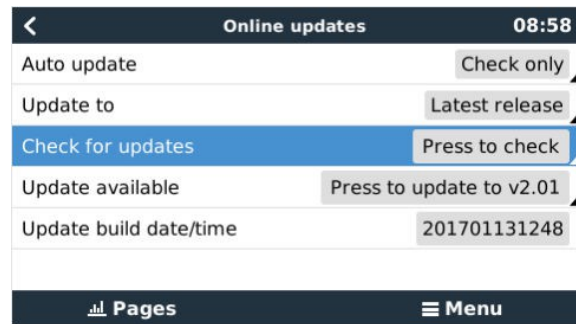 Online updates 08:58
Auto update Check only
Update to Latest release
Check for updates Press to check
Update available Press to update to v2.01
Update build date/time 201701131248
Pages Menu